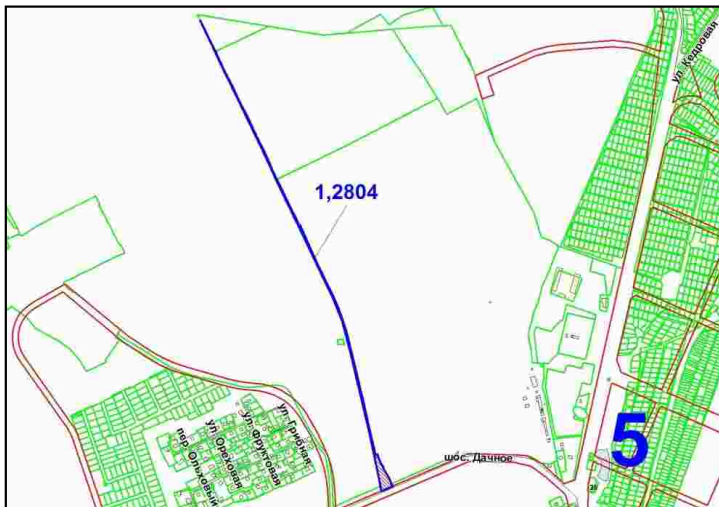 ул. Кедровая
1,2804
ул. Грибная
ул. Фруктовая
ул. Ореховая
пер. Ольховый
шос. Дачное
5